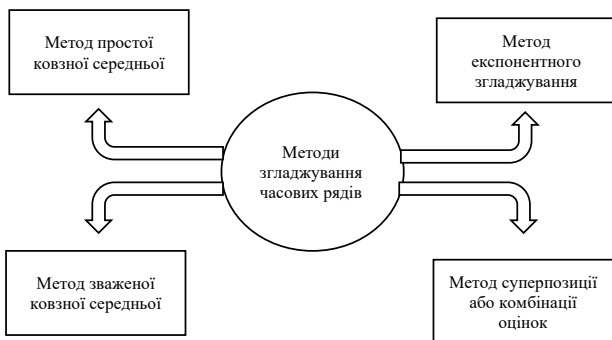 Метод простої
ковзної середньої
Метод
експонентного
згладжування
Методи
згладжування
часових рядів
Метод зваженої
ковзної середньої
Метод суперпозиції
або комбінації
оцінок